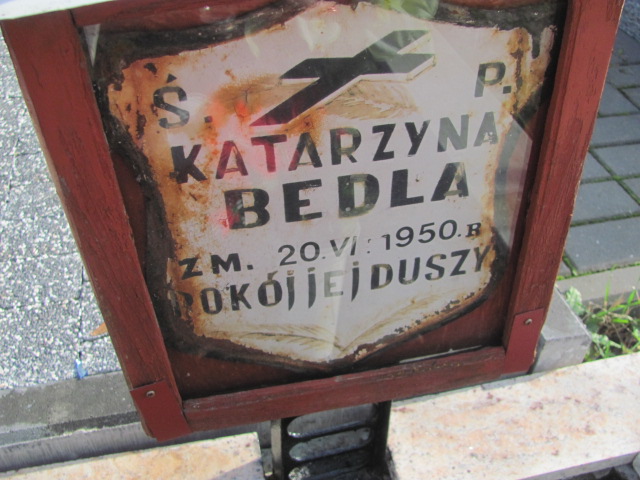 Ś. P.
KATARZYNA
BEDLA
ZM. 20.VI.1950.R
POKÓJ JEJ DUSZY